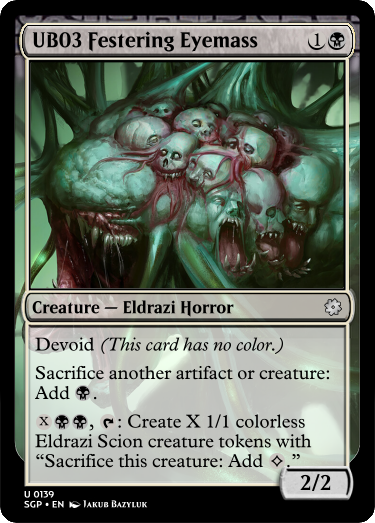 UB03 Festering Eyemass 1
Creature — Eldrazi Horror
Devoid (This card has no color.)
Sacrifice another artifact or creature:
Add .
X , : Create X 1/1 colorless
Eldrazi Scion creature tokens with
“Sacrifice this creature: Add .”
2/2
U 0139
SGP • EN Jakub Bazyluk